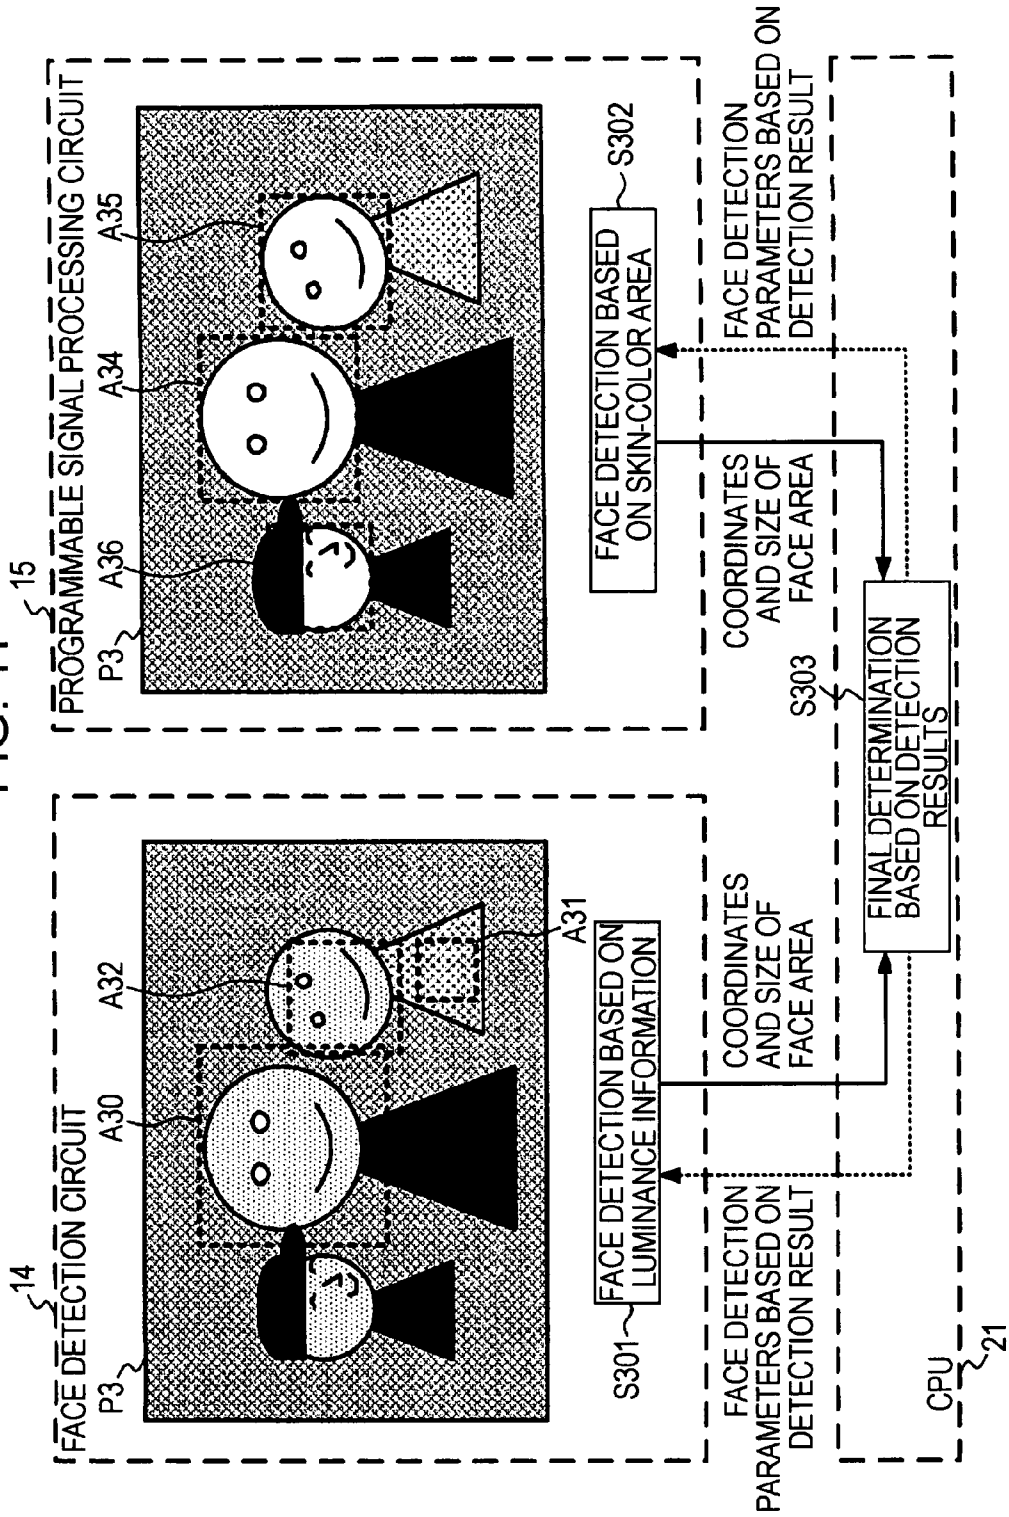 14
FACE DETECTION CIRCUIT
P3
A30
A32
A31
S301
FACE DETECTION BASED ON
LUMINANCE INFORMATION
15
PROGRAMMABLE SIGNAL PROCESSING CIRCUIT
P3
A36
A34
A35
FACE DETECTION BASED
ON SKIN-COLOR AREA
S302
FACE DETECTION
PARAMETERS BASED ON
DETECTION RESULT
COORDINATES
AND SIZE OF
FACE AREA
COORDINATES
AND SIZE OF
FACE AREA
FACE DETECTION
PARAMETERS BASED ON
DETECTION RESULT
S303
FINAL DETERMINATION
BASED ON DETECTION
RESULTS
CPU
21